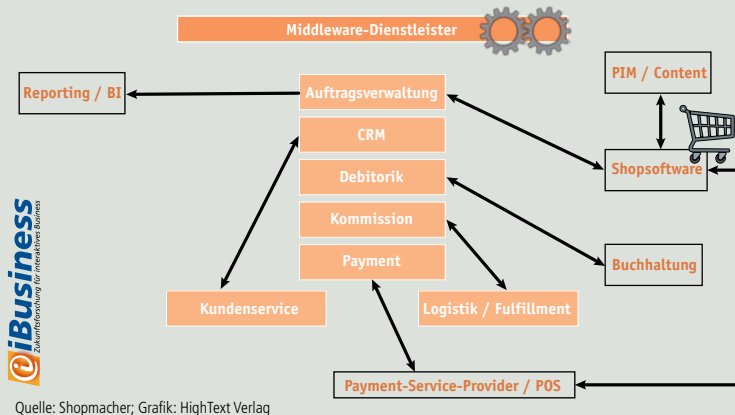 Middleware-Dienstleister
PIM / Content
Reporting / BI
Auftragsverwaltung
CRM
Shopsoftware
Debitorik
Kommission
Payment
Buchhaltung
Kundenservice
Logistik / Fulfillment
Payment-Service-Provider / POS
iBusiness
Zukunftsforschung für interaktives Business
Quelle: Shopmacher; Grafik: HighText Verlag